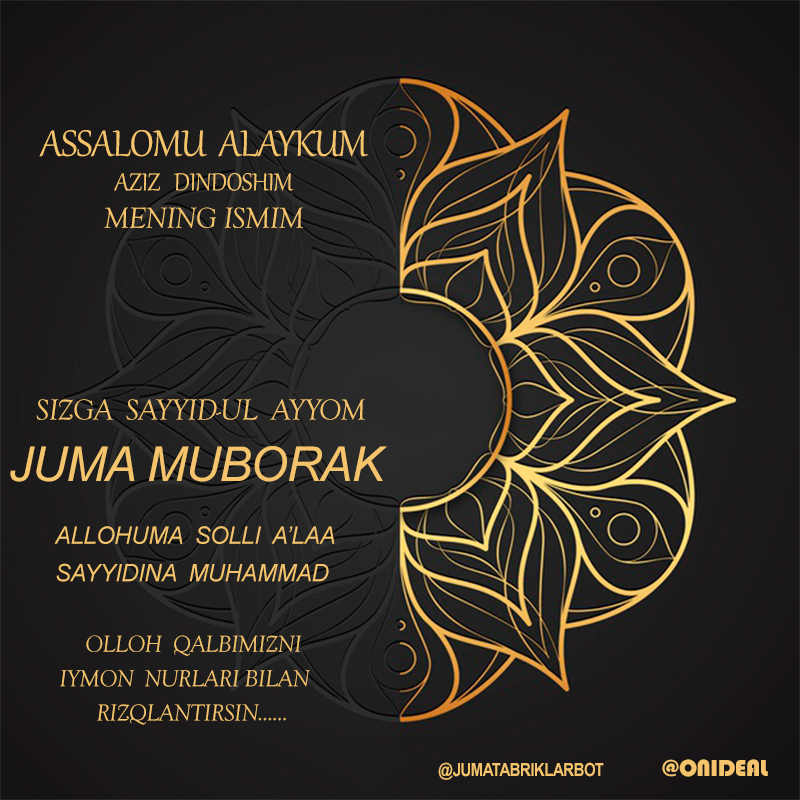 ASSALOMU ALAYKUM
AZIZ DINDOSHIM
MENING ISMIM
SIZGA SAYYID-UL AYYOM
JUMA MUBORAK
ALLOHUMA SOLLI A'LAA
SAYYIDINA MUHAMMAD
OLLOH QALBIMIZNI
IYMON NURLARI BILAN
RIZQLANTIRSIN......
@JUMATABRIKLARBOT
@ONIDEAL